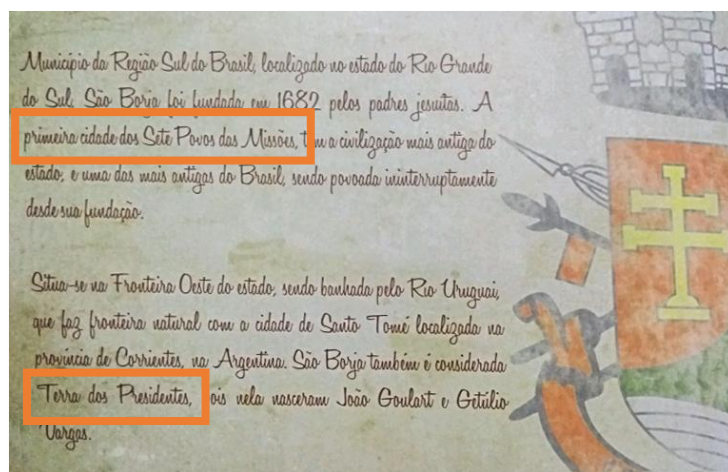 Município da Região Sul do Brasil, localizado no estado do Rio Grande
do Sul, São Borja foi fundada em 1682 pelos padres jesuítas. A
primeira cidade dos Sete Povos das Missões, tem a civilização mais antiga do
estado, e uma das mais antigas do Brasil, sendo povoada ininterruptamente
desde sua fundação.
Situa-se na Fronteira Oeste do estado, sendo banhada pelo Rio Uruguai,
que faz fronteira natural com a cidade de Santo Tomé localizada na
província de Corrientes, na Argentina. São Borja também é considerada
Terra dos Presidentes, pois nela nasceram João Goulart e Getúlio
Vargas.